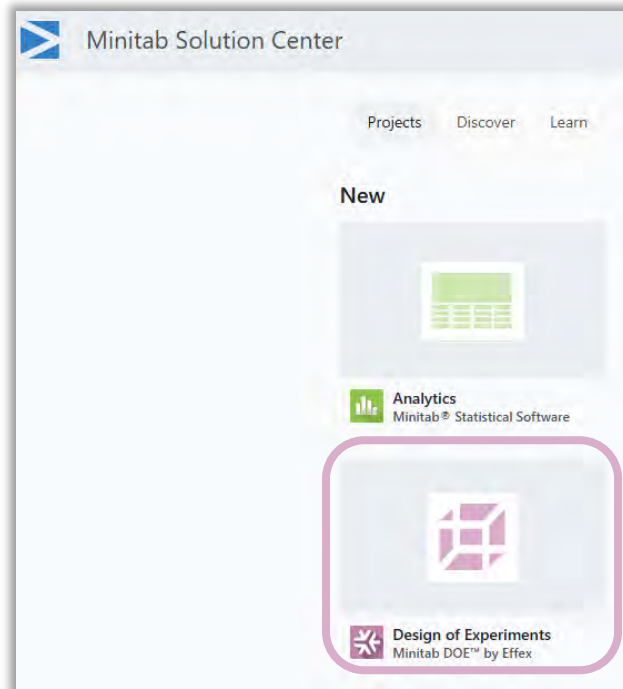 Minitab Solution Center
Projects Discover Learn
New
Analytics
Minitab® Statistical Software
Design of Experiments
Minitab DOE™ by Effex